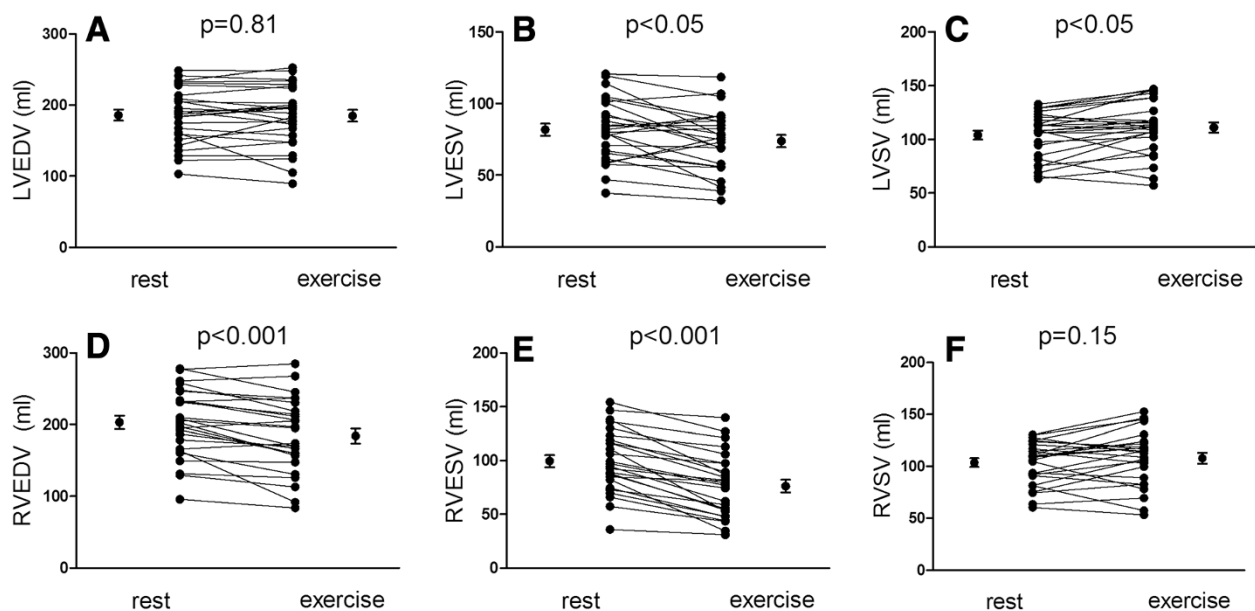 A
p=0.81
LVEDV (ml)
300
200
100
0
rest
exercise
B
p<0.05
LVESV (ml)
150
100
50
0
rest
exercise
C
p<0.05
LVSV (ml)
200
150
100
50
0
rest
exercise
D
p<0.001
RVEDV (ml)
300
200
100
0
rest
exercise
E
p<0.001
RVESV (ml)
200
150
100
50
0
rest
exercise
F
p=0.15
RVSV (ml)
200
150
100
50
0
rest
exercise